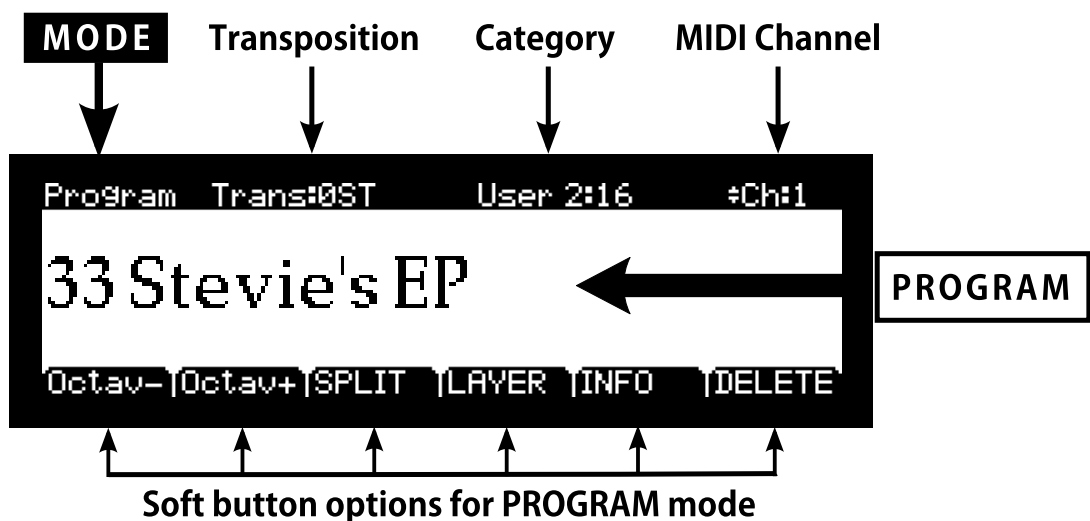 MODE Transposition Category MIDI Channel
Program Trans:0ST User 2:16 ÷Ch:1
33 Stevie's EP
PROGRAM
Octav- Octav+ SPLIT LAYER INFO DELETE
Soft button options for PROGRAM mode